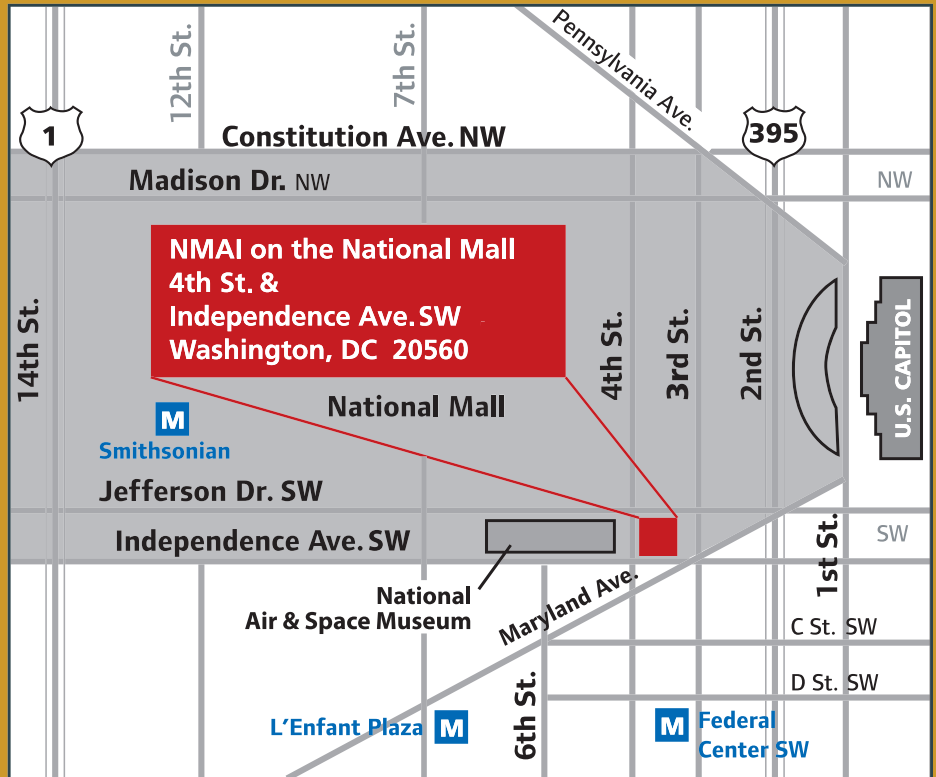 12th St.
7th St.
Pennsylvania Ave.
1
395
Constitution Ave. NW
Madison Dr. NW
NW
NMAI on the National Mall
4th St. &
Independence Ave. SW
Washington, DC 20560
14th St.
4th St.
3rd St.
2nd St.
U.S. CAPITOL
National Mall
M
Smithsonian
Jefferson Dr. SW
Independence Ave. SW
SW
1st St.
National
Air & Space Museum
Maryland Ave.
C St. SW
D St. SW
6th St.
L'Enfant Plaza M
M Federal
Center SW